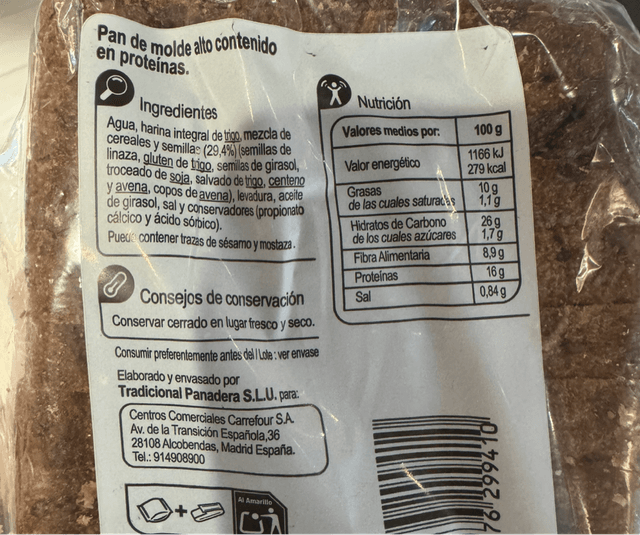 Pan de molde alto contenido
en proteínas.
Ingredientes
Agua, harina integral de trigo, mezcla de
cereales y semillas (29,4%) (semillas de
linaza, gluten de trigo, semillas de girasol,
troceado de soja, salvado de trigo, centeno
y avena, copos de avena), levadura, aceite
de girasol, sal y conservadores (propionato
cálcico y ácido sórbico).
Puede contener trazas de sésamo y mostaza.
Consejos de conservación
Conservar cerrado en lugar fresco y seco.
Consumir preferentemente antes del / Lote : ver envase
Elaborado y envasado por
Tradicional Panadera S.L.U. para:
Centros Comerciales Carrefour S.A.
Av. de la Transición Española,36
28108 Alcobendas, Madrid España.
Tel.: 914908900
+
Al Amarillo
Nutrición
Valores medios por: 100 g
Valor energético 1166 kJ
279 kcal
Grasas 10 g
de las cuales saturadas 1,1 g
Hidratos de Carbono 26 g
de los cuales azúcares 1,7 g
Fibra Alimentaria 8,9 g
Proteínas 16 g
Sal 0,84 g